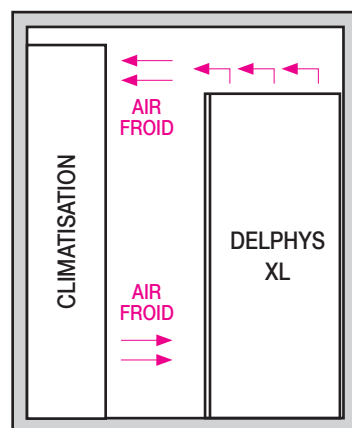 AIR
FROID
CLIMATISATION
DELPHYS
XL
AIR
FROID